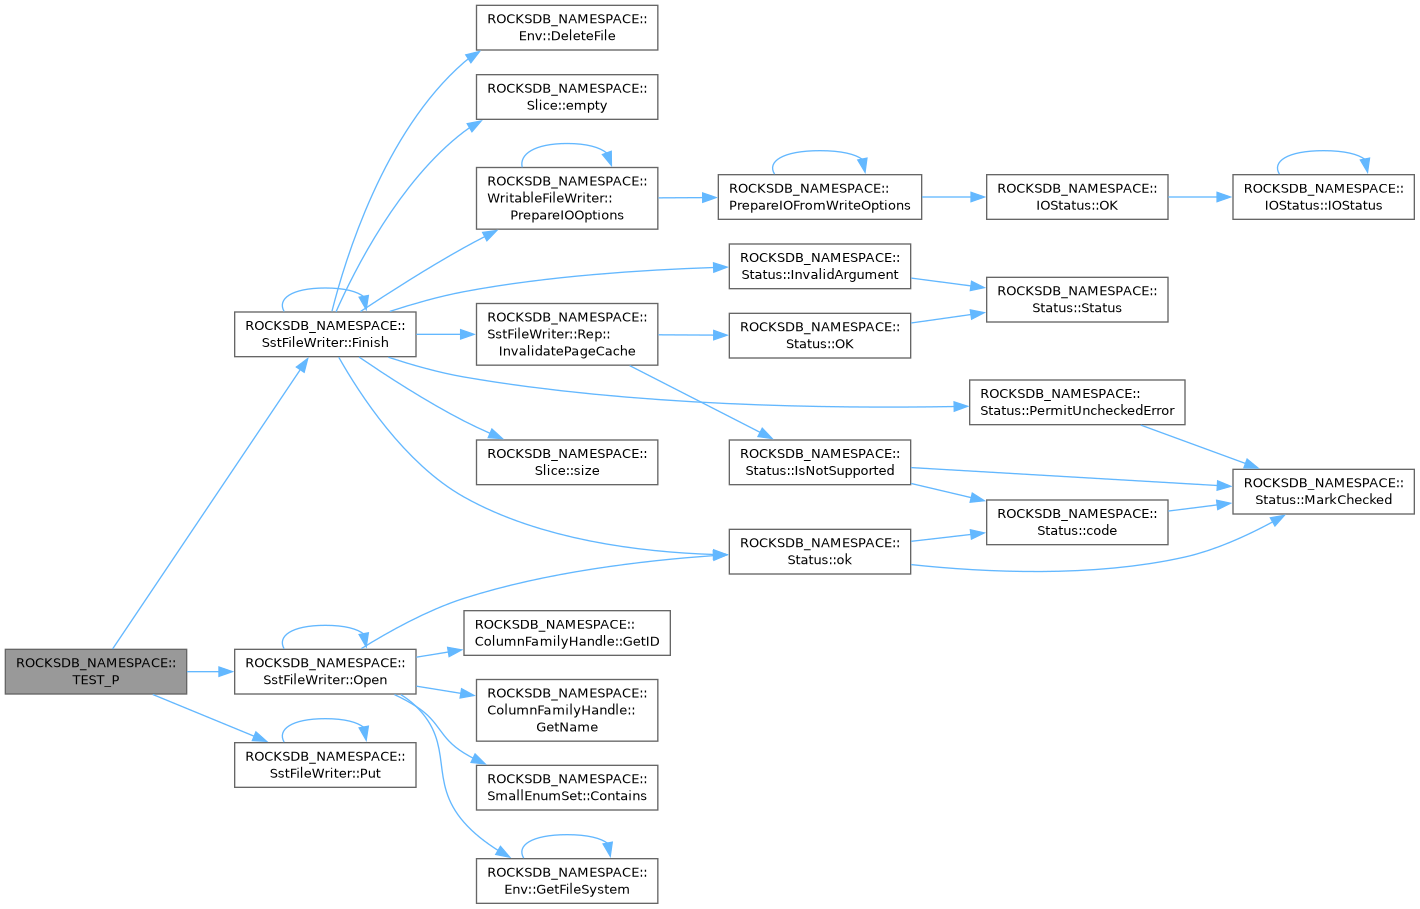 ROCKSDB_NAMESPACE::
Env::DeleteFile
ROCKSDB_NAMESPACE::
Slice::empty
ROCKSDB_NAMESPACE::
WritableFileWriter::
PrepareIOOptions
ROCKSDB_NAMESPACE::
PrepareIOFromWriteOptions
ROCKSDB_NAMESPACE::
IOStatus::OK
ROCKSDB_NAMESPACE::
IOStatus::IOStatus
ROCKSDB_NAMESPACE::
Status::InvalidArgument
ROCKSDB_NAMESPACE::
Status::Status
ROCKSDB_NAMESPACE::
SstFileWriter::Finish
ROCKSDB_NAMESPACE::
SstFileWriter::Rep::
InvalidatePageCache
ROCKSDB_NAMESPACE::
Status::OK
ROCKSDB_NAMESPACE::
Status::PermitUncheckedError
ROCKSDB_NAMESPACE::
Slice::size
ROCKSDB_NAMESPACE::
Status::IsNotSupported
ROCKSDB_NAMESPACE::
Status::MarkChecked
ROCKSDB_NAMESPACE::
Status::code
ROCKSDB_NAMESPACE::
Status::ok
ROCKSDB_NAMESPACE::
ColumnFamilyHandle::GetID
ROCKSDB_NAMESPACE::
TEST_P
ROCKSDB_NAMESPACE::
SstFileWriter::Open
ROCKSDB_NAMESPACE::
ColumnFamilyHandle::
GetName
ROCKSDB_NAMESPACE::
SstFileWriter::Put
ROCKSDB_NAMESPACE::
SmallEnumSet::Contains
ROCKSDB_NAMESPACE::
Env::GetFileSystem